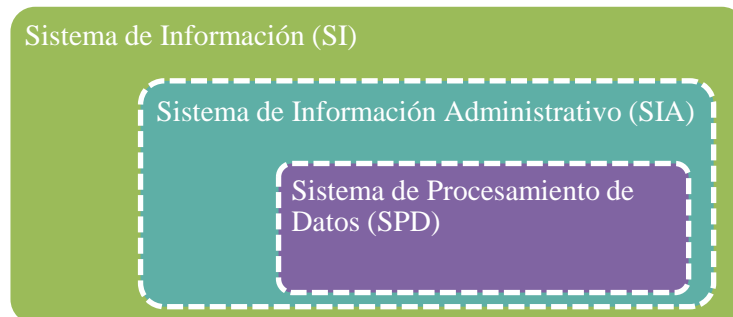 Sistema de Información (SI)
Sistema de Información Administrativo (SIA)
Sistema de Procesamiento de
Datos (SPD)